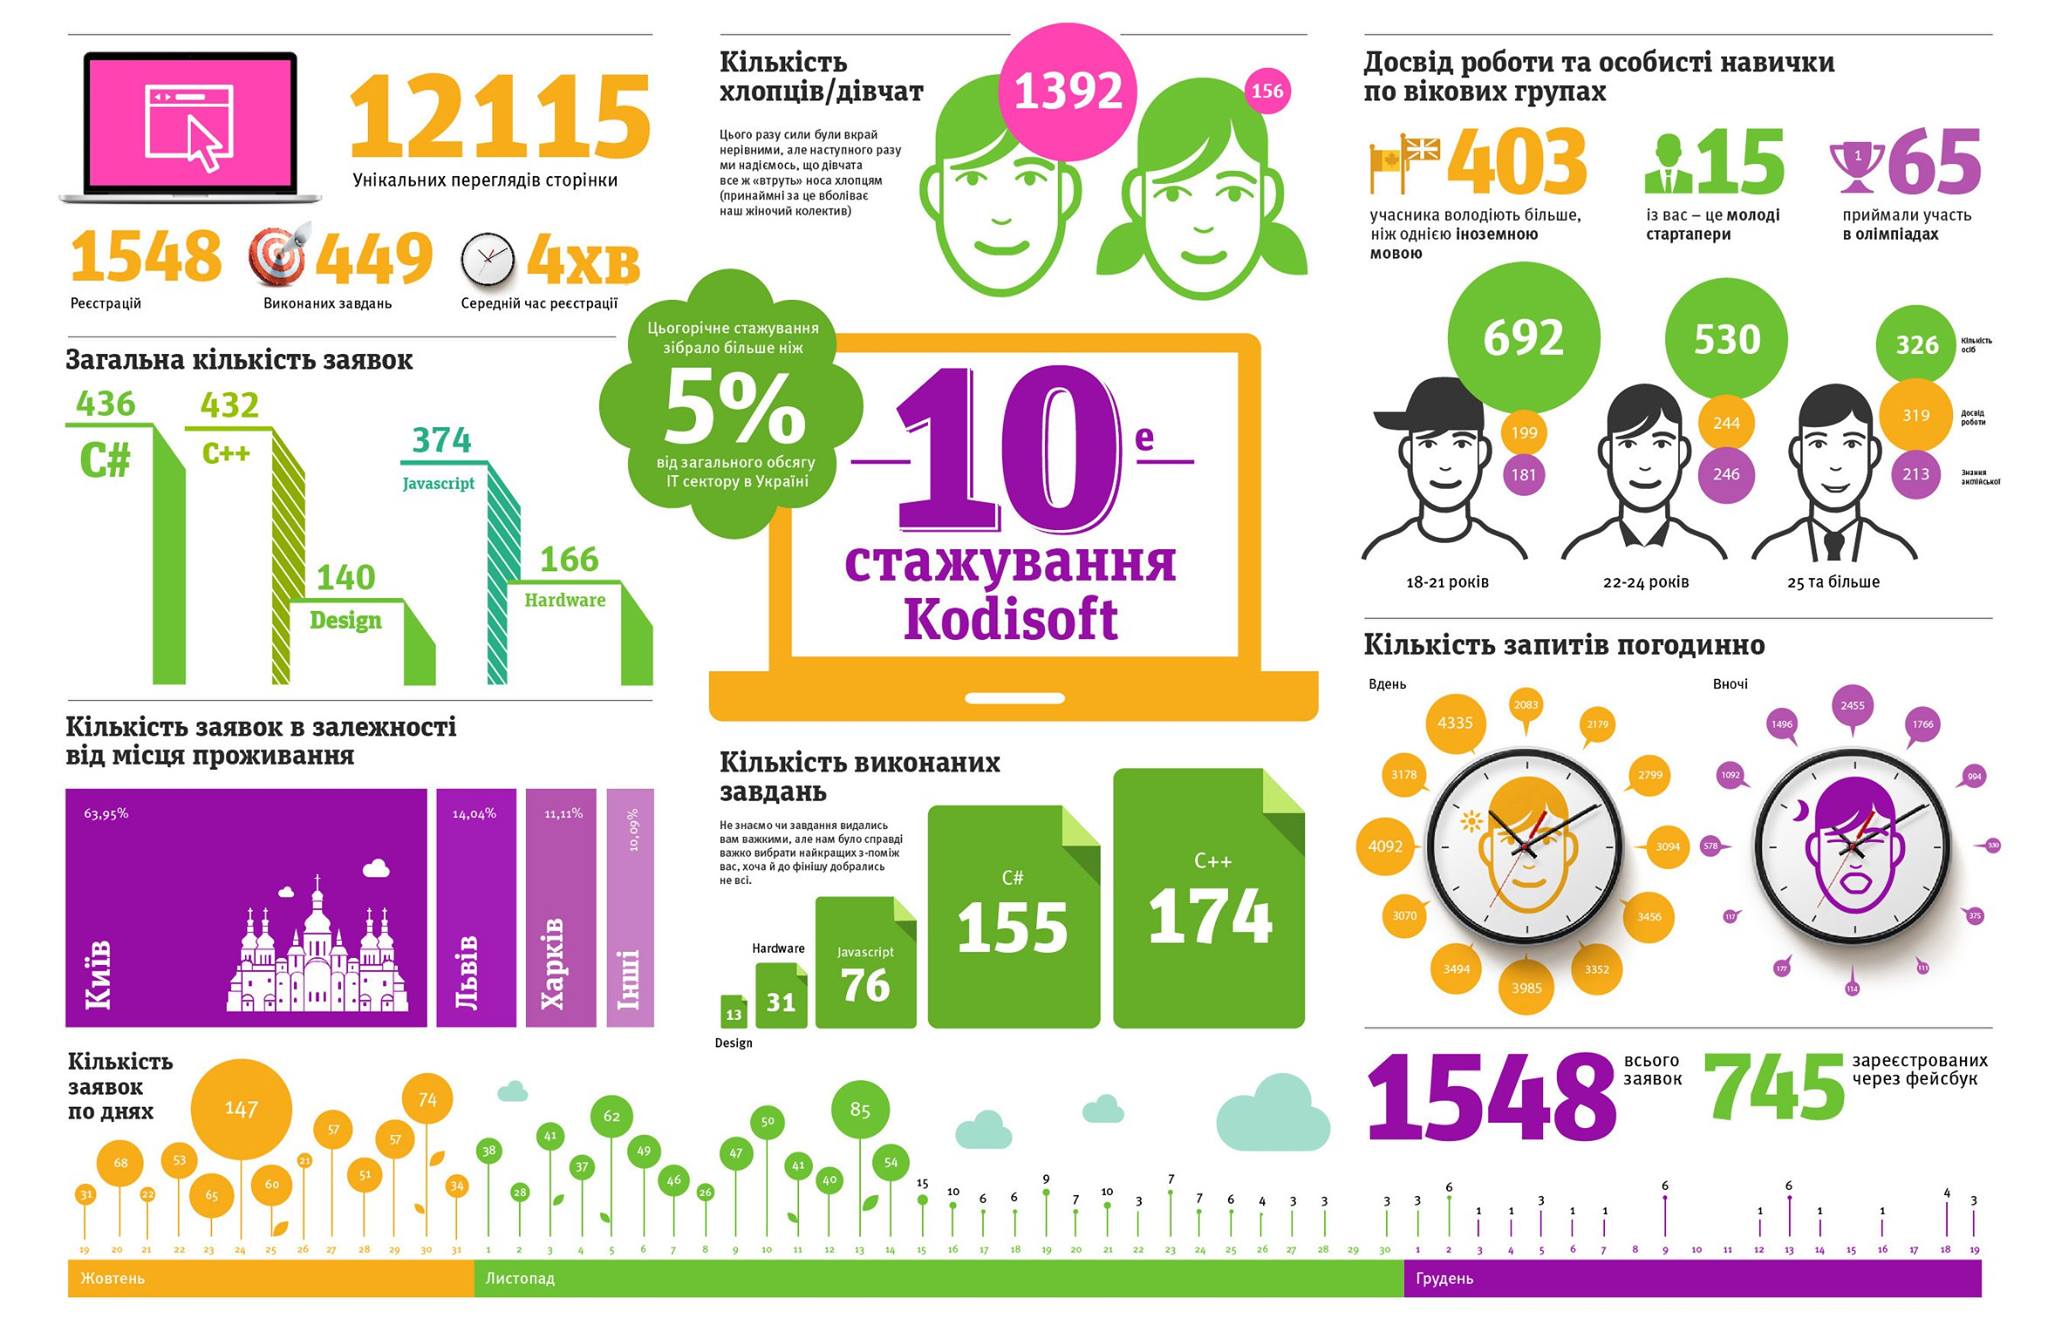 12115
Унікальних переглядів сторінки
1548
Реєстрацій
449
Виконаних завдань
4хв
Середній час реєстрації
Кількість
хлопців/дівчат
Цього разу сили були вкрай
нерівними, але наступного разу
ми надіємось, що дівчата
все ж «втруть» носа хлопцям
(принаймні за це вболіває
наш жіночий колектив)
1392
156
Досвід роботи та особисті навички
по вікових групах
403
учасника володіють більше,
ніж однією іноземною
мовою
15
із вас – це молоді
стартапери
1
65
приймали участь
в олімпіадах
692
199
181
18-21 років
530
244
246
22-24 років
326
Кількість
осіб
319
Досвід
роботи
213
Знання
англійської
25 та більше
Загальна кількість заявок
436
C#
432
C++
140
Design
374
Javascript
166
Hardware
Цьогорічне стажування
зібрало більше ніж
5%
від загального обсягу
ІТ сектору в Україні
10е
стажування
Kodisoft
Кількість заявок в залежності
від місця проживання
63,95%
Київ
14,04%
Львів
11,11%
Харків
10,09%
Інші
Кількість виконаних
завдань
Не знаємо чи завдання видались
вам важкими, але нам було справді
важко вибрати найкращих з-поміж
вас, хоча й до фінішу добрались
не всі.
13
Design
Hardware
31
Javascript
76
C#
155
C++
174
Кількість запитів погодинно
Вдень
2083
2179
2799
3094
3456
3352
3985
3494
3070
4092
3178
4335
Вночі
2455
1766
994
530
375
111
114
177
117
578
1092
1496
1548
всього
заявок
745
зареєстрованих
через фейсбук
Кількість
заявок
по днях
31 68 22 53 65 147 60 21 57 51 57 74 34 38 28 41 37 62 49 46 26 47 50 41 40 85 54 15 10 6 6 9 7 10 3 7 7 6 4 3 3 3 3 6 1 1 3 1 1 6 1 6 1 1 4 3
19 20 21 22 23 24 25 26 27 28 29 30 31 1 2 3 4 5 6 7 8 9 10 11 12 13 14 15 16 17 18 19 20 21 22 23 24 25 26 27 28 29 30 1 2 3 4 5 6 7 8 9 10 11 12 13 14 15 16 17 18 19
Жовтень
Листопад
Грудень